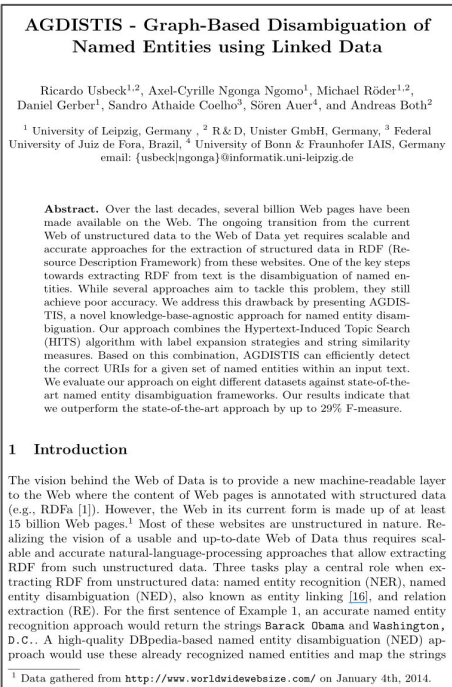 AGDISTIS - Graph-Based Disambiguation of
Named Entities using Linked Data
Ricardo Usbeck1,2, Axel-Cyrille Ngonga Ngomo1, Michael Röder1,2,
Daniel Gerber1, Sandro Athaide Coelho3, Sören Auer4, and Andreas Both2
1 University of Leipzig, Germany , 2 R & D, Unister GmbH, Germany, 3 Federal
University of Juiz de Fora, Brazil, 4 University of Bonn & Fraunhofer IAIS, Germany
email: {usbeck|ngonga}@informatik.uni-leipzig.de
Abstract. Over the last decades, several billion Web pages have been
made available on the Web. The ongoing transition from the current
Web of unstructured data to the Web of Data yet requires scalable and
accurate approaches for the extraction of structured data in RDF (Re-
source Description Framework) from these websites. One of the key steps
towards extracting RDF from text is the disambiguation of named en-
tities. While several approaches aim to tackle this problem, they still
achieve poor accuracy. We address this drawback by presenting AGDIS-
TIS, a novel knowledge-base-agnostic approach for named entity disam-
biguation. Our approach combines the Hypertext-Induced Topic Search
(HITS) algorithm with label expansion strategies and string similarity
measures. Based on this combination, AGDISTIS can efficiently detect
the correct URIs for a given set of named entities within an input text.
We evaluate our approach on eight different datasets against state-of-the-
art named entity disambiguation frameworks. Our results indicate that
we outperform the state-of-the-art approach by up to 29% F-measure.
1 Introduction
The vision behind the Web of Data is to provide a new machine-readable layer
to the Web where the content of Web pages is annotated with structured data
(e.g., RDFa [1]). However, the Web in its current form is made up of at least
15 billion Web pages.1 Most of these websites are unstructured in nature. Re-
alizing the vision of a usable and up-to-date Web of Data thus requires scal-
able and accurate natural-language-processing approaches that allow extracting
RDF from such unstructured data. Three tasks play a central role when ex-
tracting RDF from unstructured data: named entity recognition (NER), named
entity disambiguation (NED), also known as entity linking [16], and relation
extraction (RE). For the first sentence of Example 1, an accurate named entity
recognition approach would return the strings Barack Obama and Washington,
D.C.. A high-quality DBpedia-based named entity disambiguation (NED) ap-
proach would use these already recognized named entities and map the strings
1 Data gathered from http://www.worldwidewebsize.com/ on January 4th, 2014.